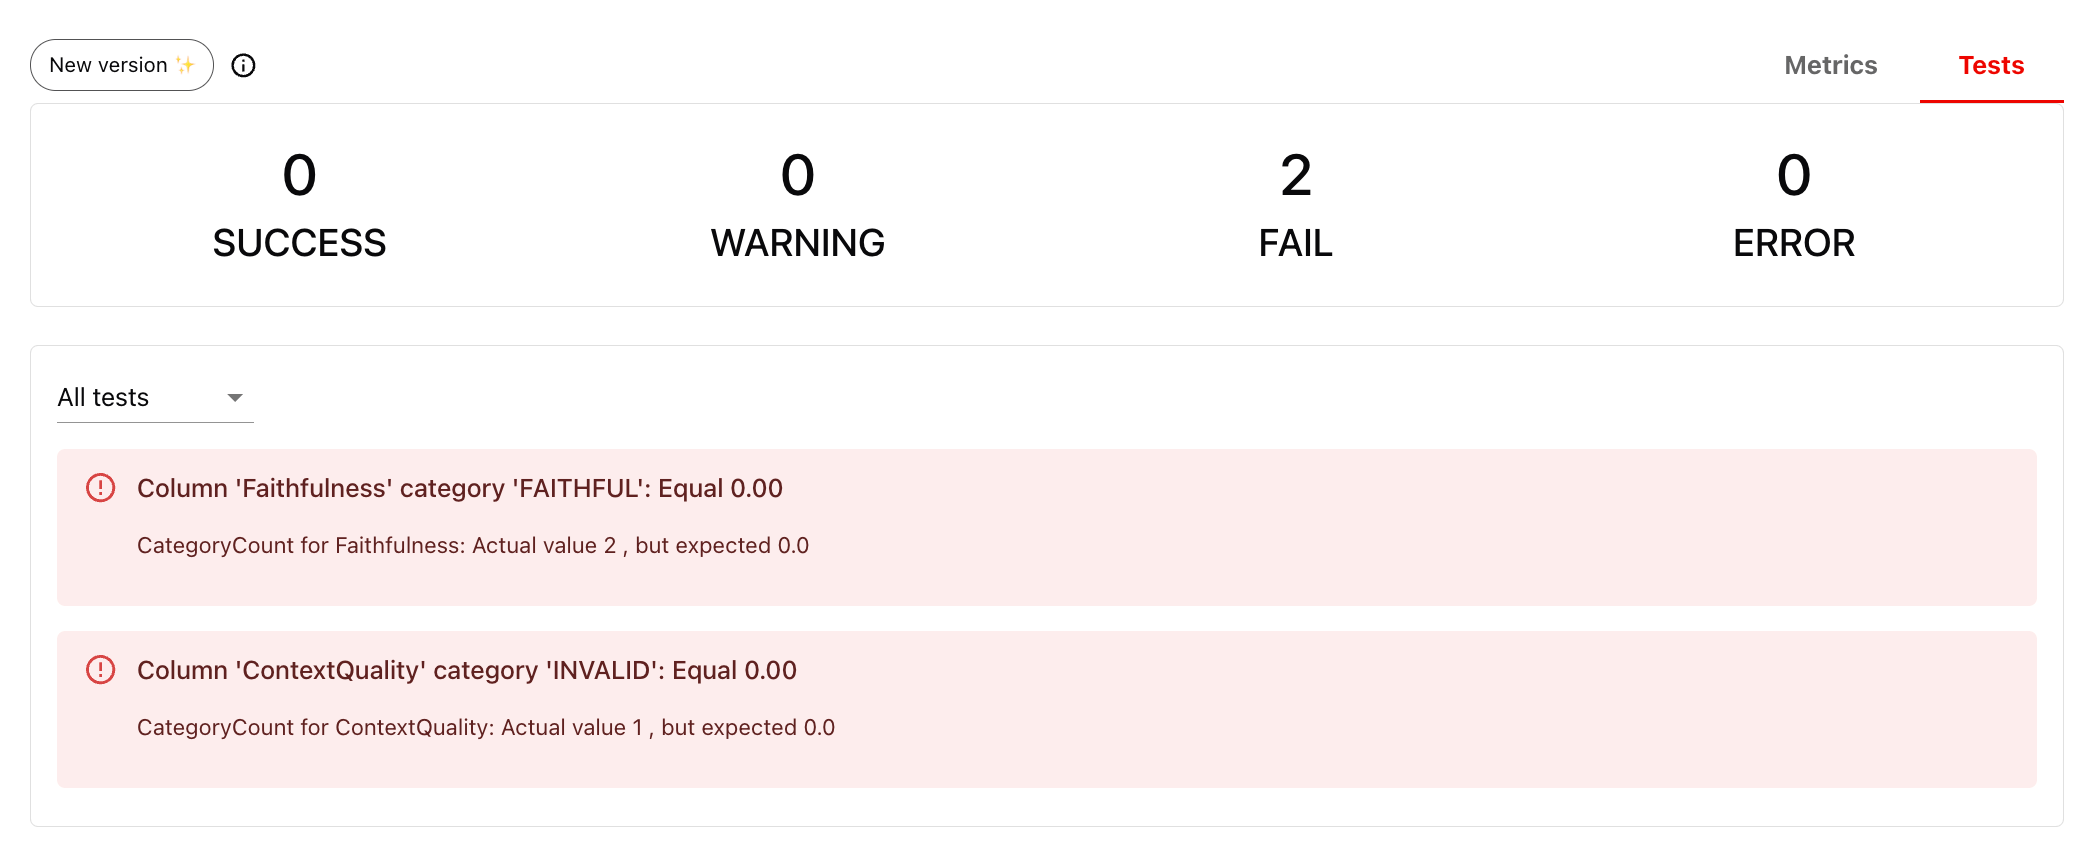 New version ✨
Metrics
Tests
0
SUCCESS
0
WARNING
2
FAIL
0
ERROR
All tests
Column 'Faithfulness' category 'FAITHFUL': Equal 0.00
CategoryCount for Faithfulness: Actual value 2 , but expected 0.0
Column 'ContextQuality' category 'INVALID': Equal 0.00
CategoryCount for ContextQuality: Actual value 1 , but expected 0.0